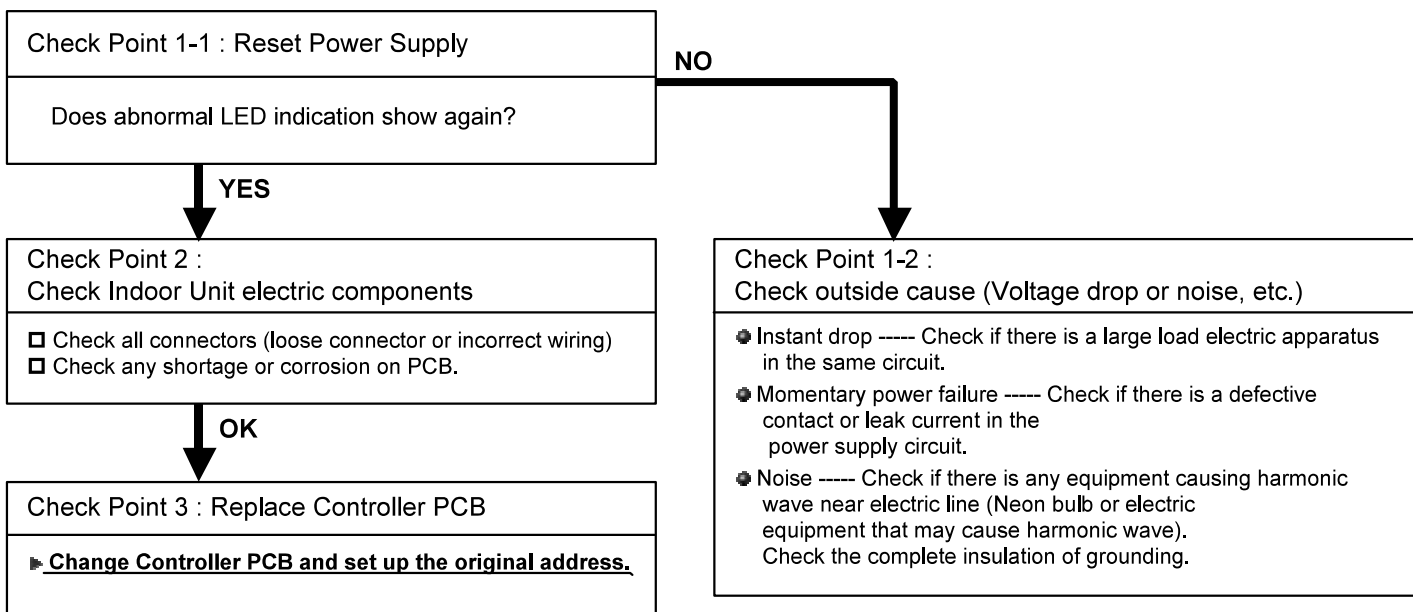 Check Point 1-1 : Reset Power Supply
Does abnormal LED indication show again?
NO
YES
Check Point 2 :
Check Indoor Unit electric components
Check all connectors (loose connector or incorrect wiring)
Check any shortage or corrosion on PCB.
OK
Check Point 3 : Replace Controller PCB
Change Controller PCB and set up the original address.
Check Point 1-2 :
Check outside cause (Voltage drop or noise, etc.)
Instant drop ----- Check if there is a large load electric apparatus
in the same circuit.
Momentary power failure ----- Check if there is a defective
contact or leak current in the
power supply circuit.
Noise ----- Check if there is any equipment causing harmonic
wave near electric line (Neon bulb or electric
equipment that may cause harmonic wave).
Check the complete insulation of grounding.